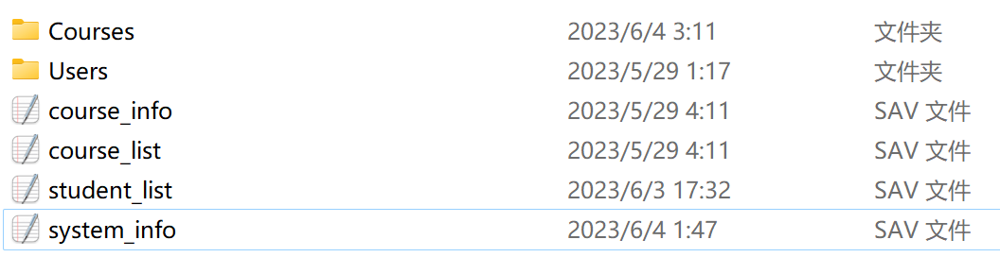 Courses 2023/6/4 3:11 文件夹
Users 2023/5/29 1:17 文件夹
course_info 2023/5/29 4:11 SAV 文件
course_list 2023/5/29 4:11 SAV 文件
student_list 2023/6/3 17:32 SAV 文件
system_info 2023/6/4 1:47 SAV 文件